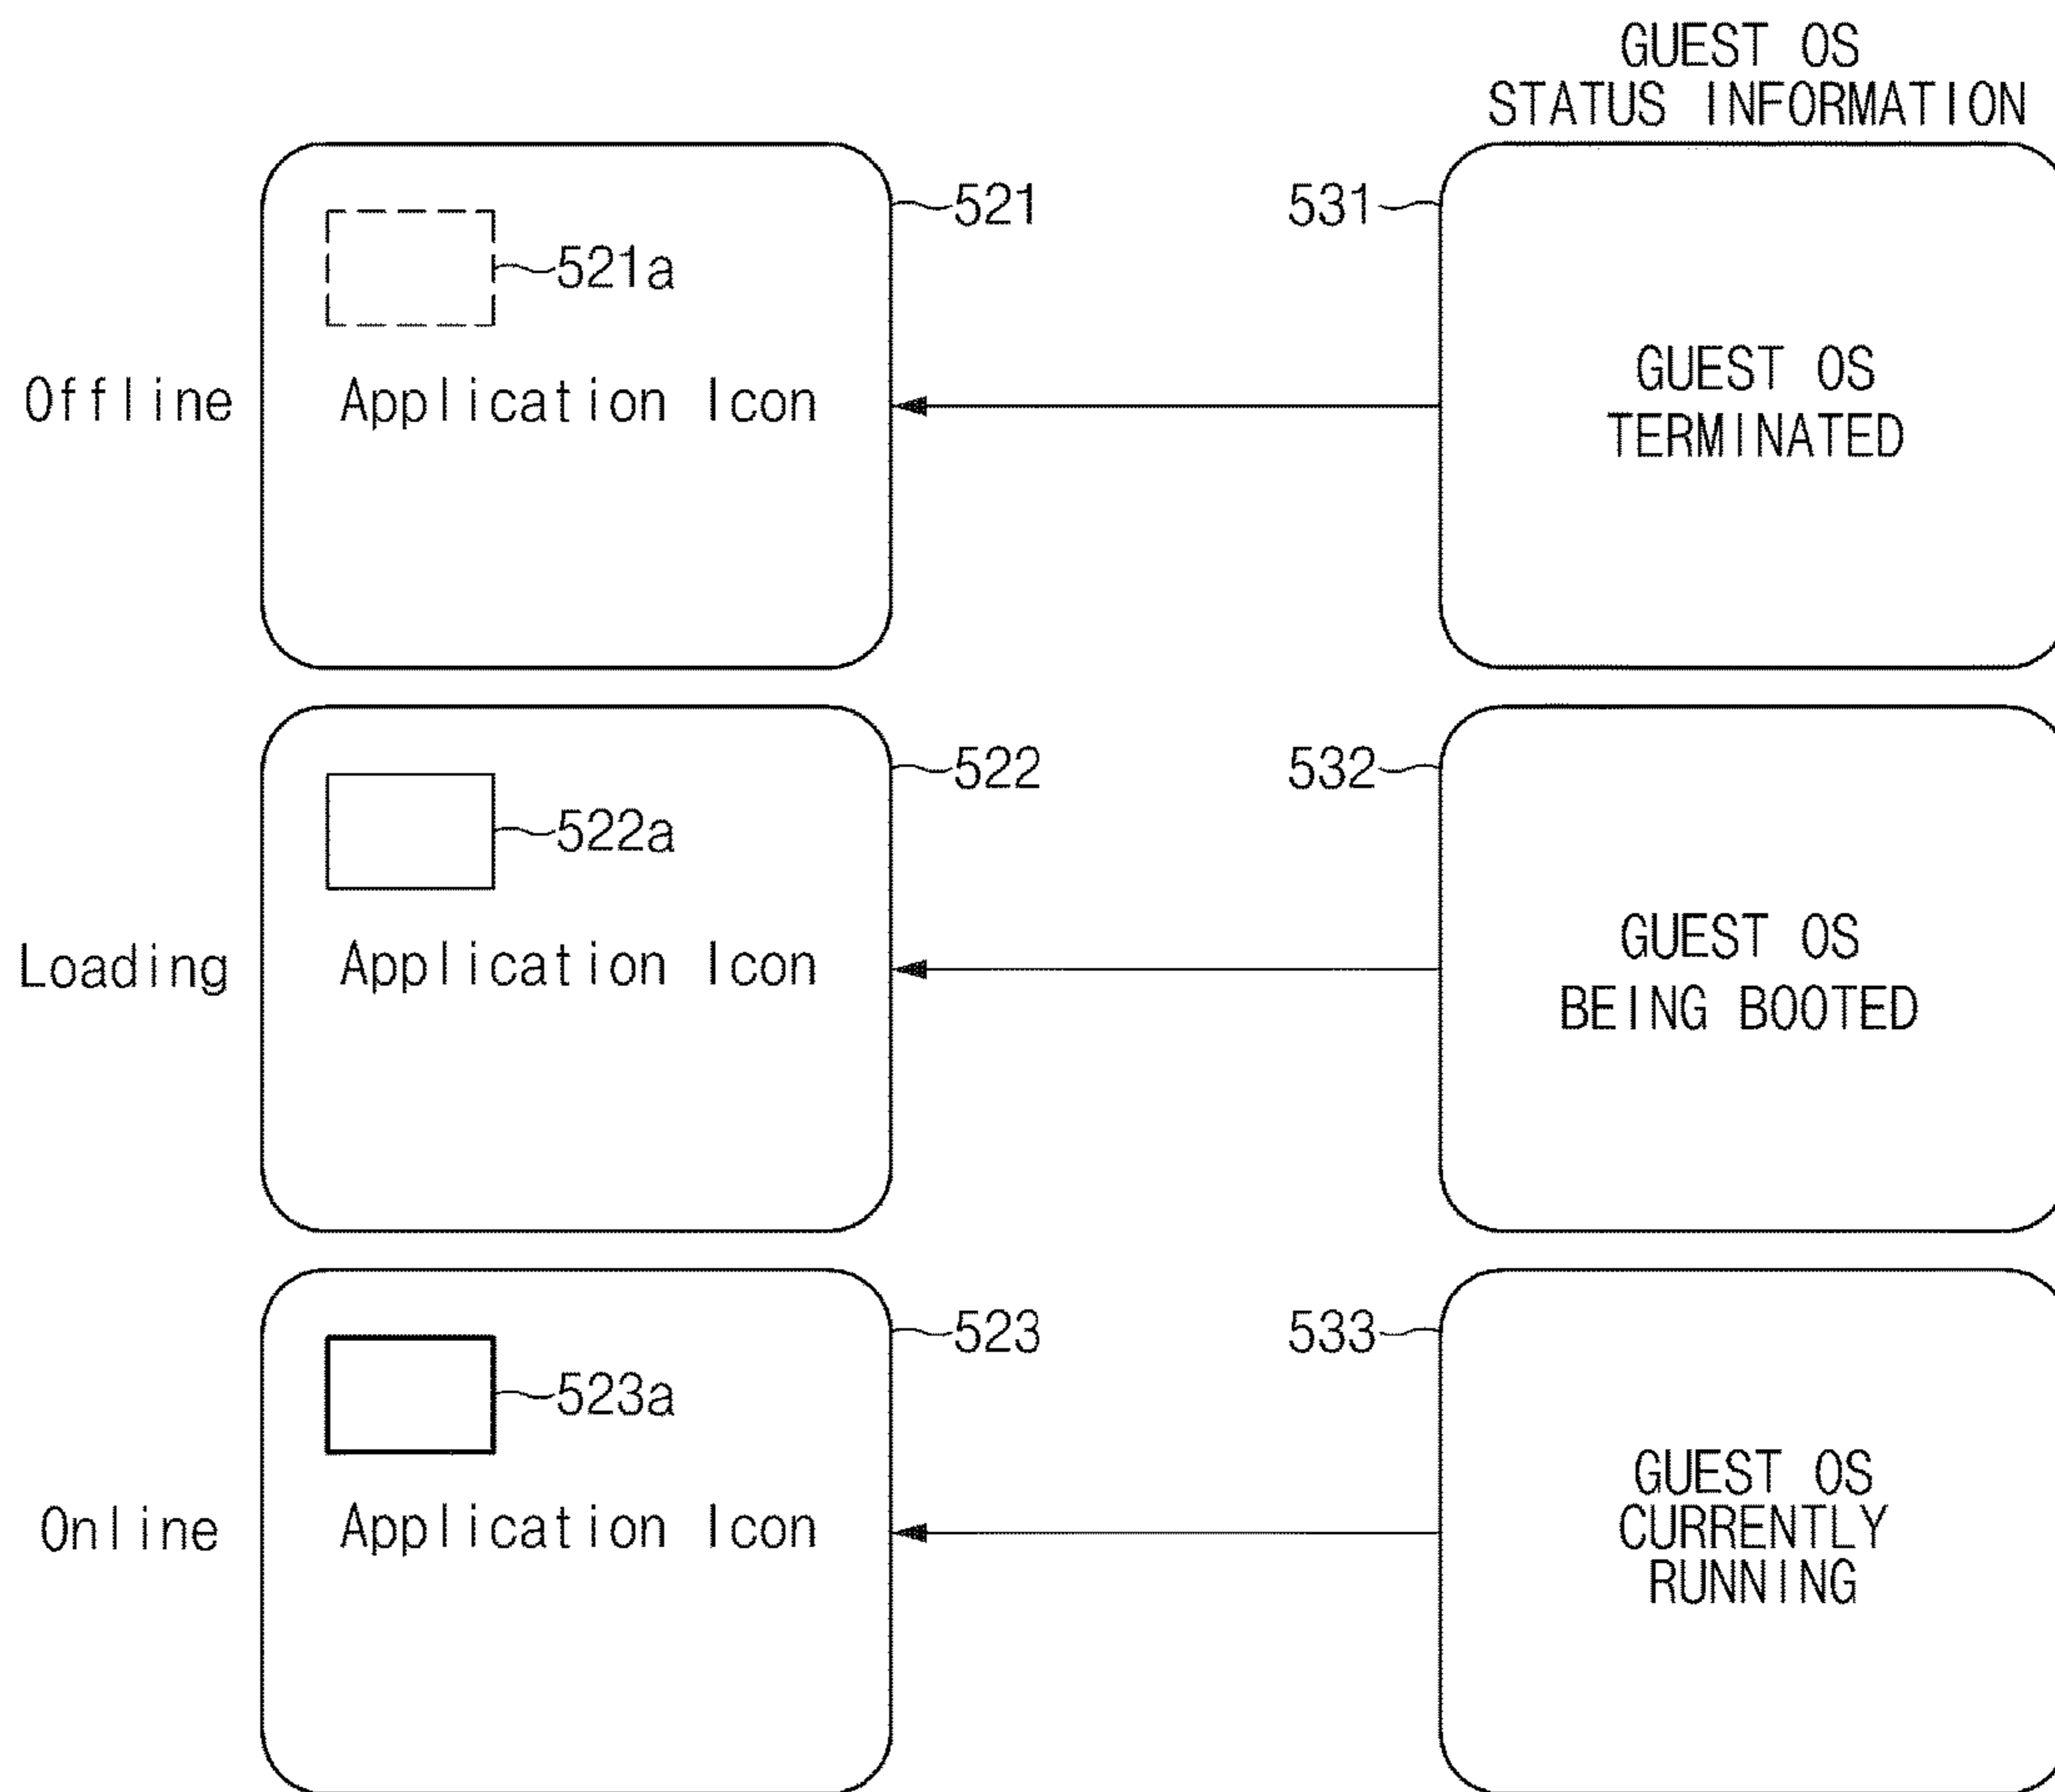 GUEST OS
STATUS INFORMATION
521
531
521a
Offline
Application Icon
GUEST OS
TERMINATED
522
532
522a
Loading
Application Icon
GUEST OS
BEING BOOTED
523
533
523a
Online
Application Icon
GUEST OS
CURRENTLY
RUNNING